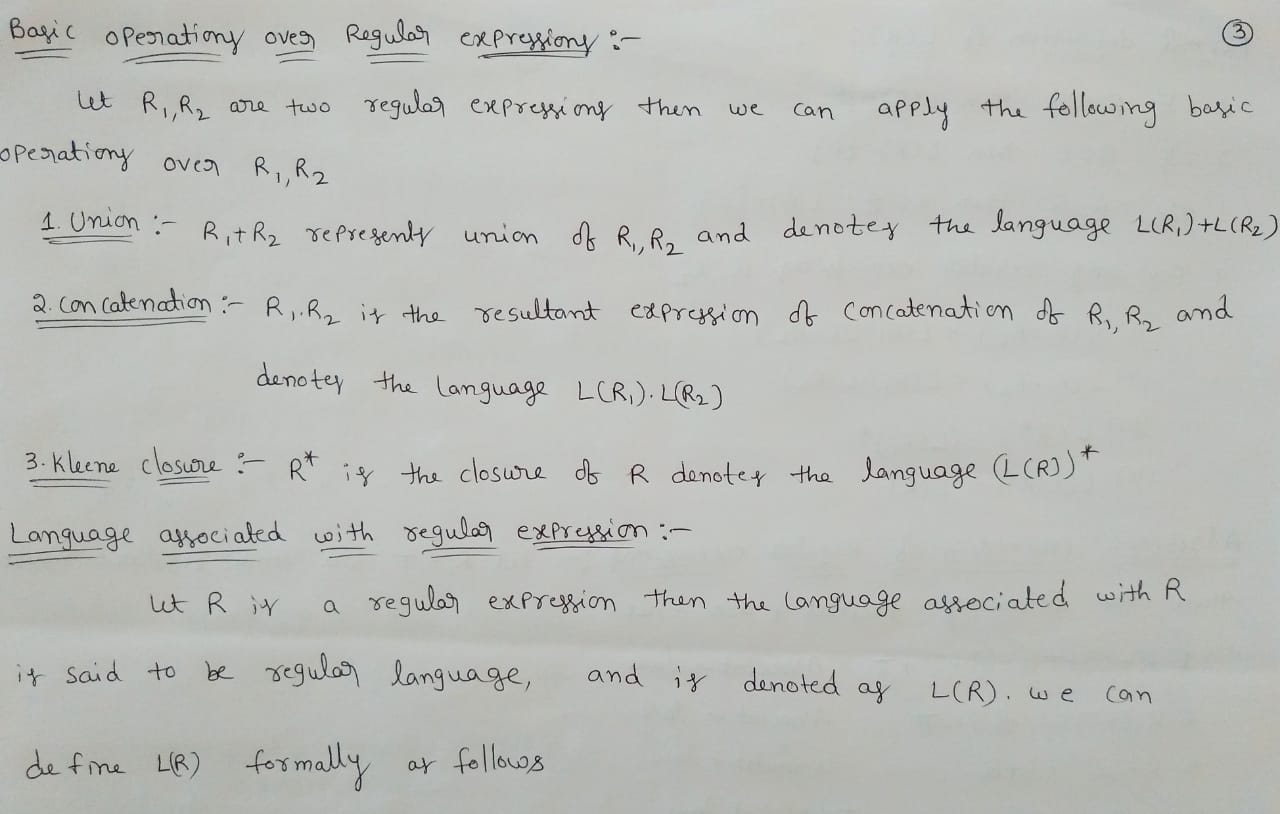 Basic operations over Regular expressions :-
3
Let R₁, R₂ are two regular expressions then we can apply the following basic
operations over R₁, R₂
1. Union :- R₁+R₂ represents union of R₁, R₂ and denotes the language L(R₁)+L(R₂)
2. Concatenation :- R₁.R₂ is the resultant expression of concatenation of R₁, R₂ and
denotes the language L(R₁).L(R₂)
3. Kleene closure :- R* is the closure of R denotes the language (L(R))*
Language associated with regular expression :-
Let R is a regular expression then the language associated with R
is said to be regular language, and is denoted as L(R). we can
define L(R) formally as follows